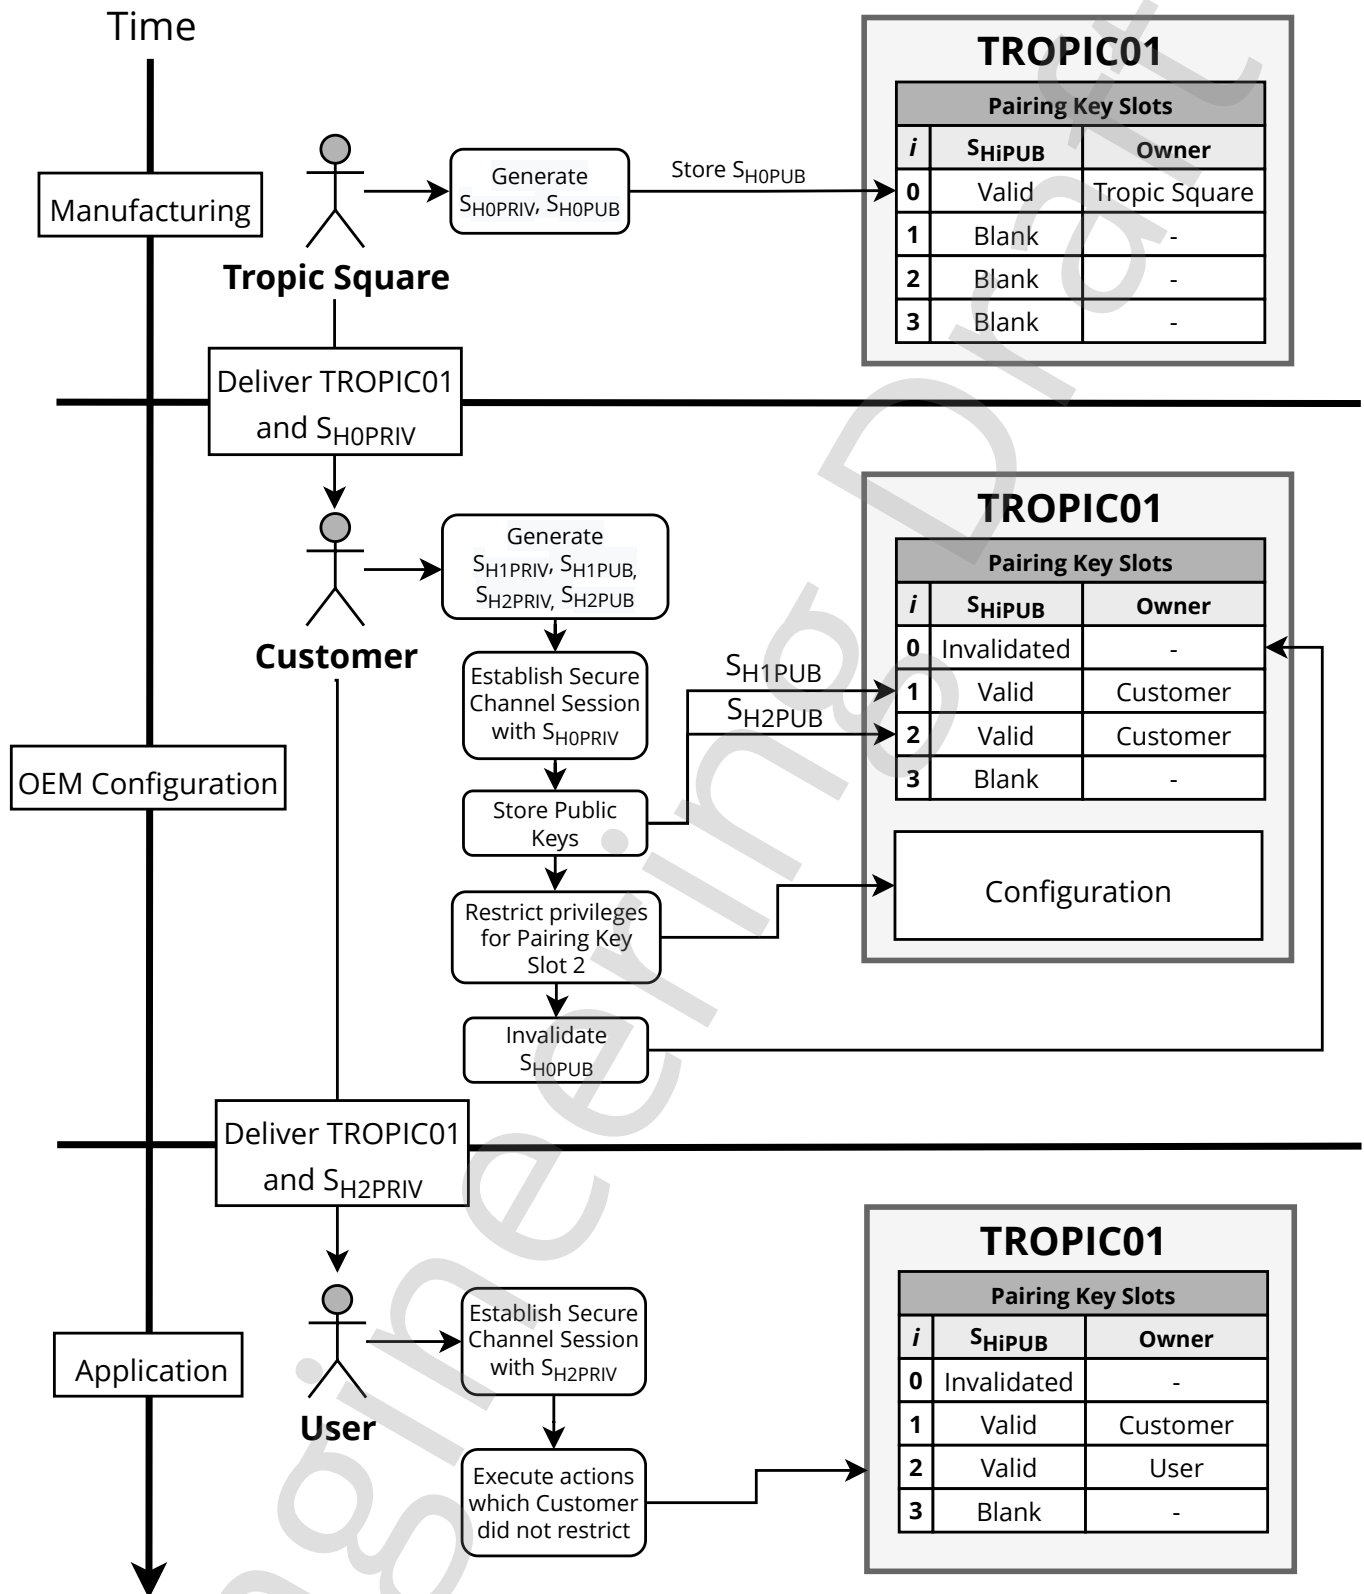 Time
TROPIC01
Pairing Key Slots
i SHiPUB Owner
0 Valid Tropic Square
1 Blank -
2 Blank -
3 Blank -
Manufacturing
Generate
SH0PRIV, SH0PUB
Store SH0PUB
Tropic Square
Deliver TROPIC01
and SH0PRIV
TROPIC01
Pairing Key Slots
i SHiPUB Owner
0 Invalidated -
1 Valid Customer
2 Valid Customer
3 Blank -
Configuration
Customer
Generate
SH1PRIV, SH1PUB,
SH2PRIV, SH2PUB
Establish Secure
Channel Session
with SH0PRIV
SH1PUB
SH2PUB
OEM Configuration
Store Public
Keys
Restrict privileges
for Pairing Key
Slot 2
Invalidate
SH0PUB
Deliver TROPIC01
and SH2PRIV
TROPIC01
Pairing Key Slots
i SHiPUB Owner
0 Invalidated -
1 Valid Customer
2 Valid User
3 Blank -
Application
User
Establish Secure
Channel Session
with SH2PRIV
Execute actions
which Customer
did not restrict
ngineering Draft